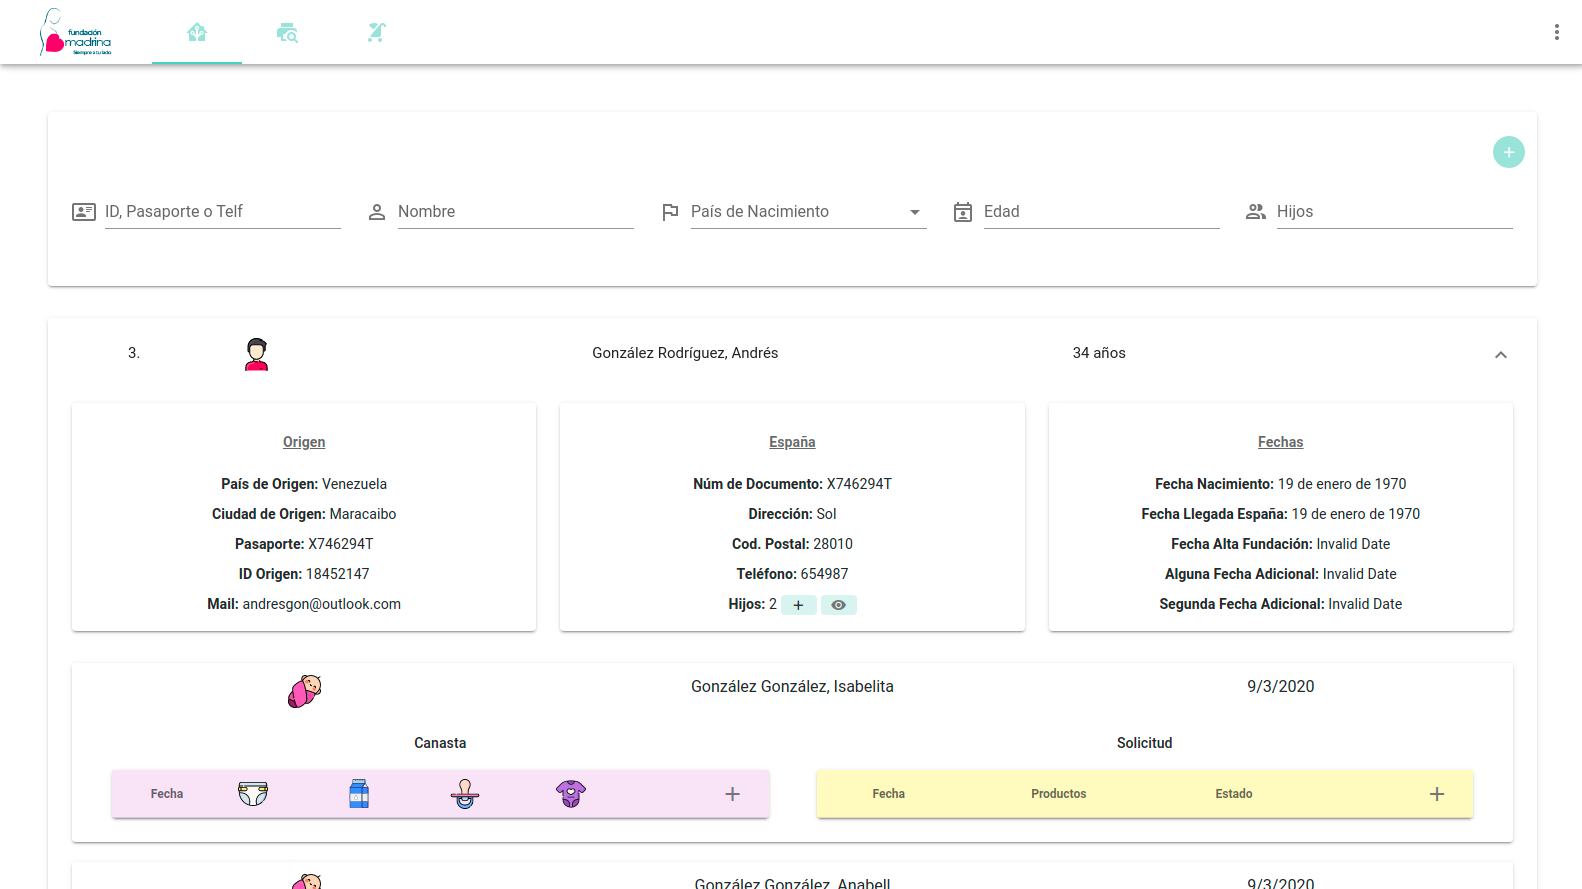 fundación
madrina
Siempre a tu lado
ID, Pasaporte o Telf
Nombre
País de Nacimiento
Edad
Hijos
3.
González Rodríguez, Andrés
34 años
Origen
País de Origen: Venezuela
Ciudad de Origen: Maracaibo
Pasaporte: X746294T
ID Origen: 18452147
Mail: andresgon@outlook.com
España
Núm de Documento: X746294T
Dirección: Sol
Cod. Postal: 28010
Teléfono: 654987
Hijos: 2
Fechas
Fecha Nacimiento: 19 de enero de 1970
Fecha Llegada España: 19 de enero de 1970
Fecha Alta Fundación: Invalid Date
Alguna Fecha Adicional: Invalid Date
Segunda Fecha Adicional: Invalid Date
González González, Isabelita
9/3/2020
Canasta
Solicitud
Fecha
Fecha
Productos
Estado
González González, Anabell
9/3/2020